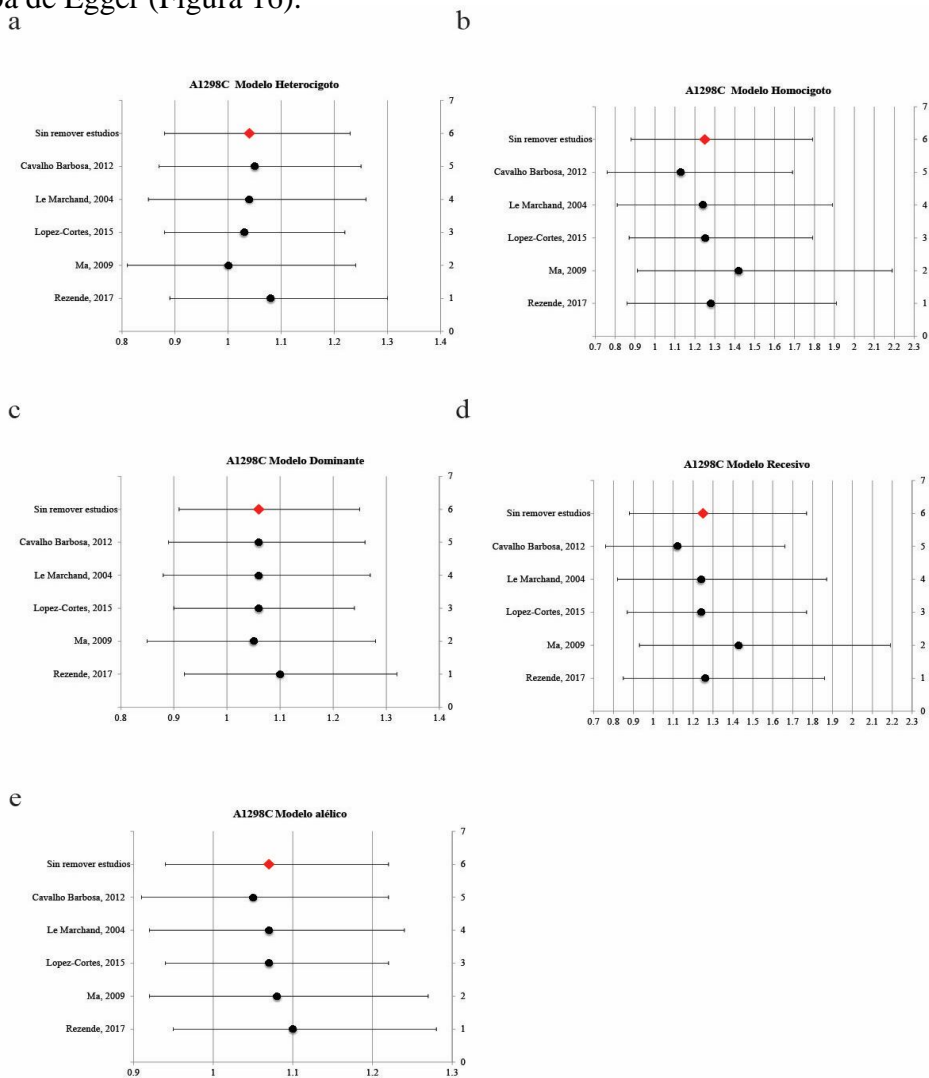 ba de Egger (Figura 16).
a
A1298C Modelo Heterocigoto
7
Sin remover estudios 6
Cavalho Barbosa, 2012 5
Le Marchand, 2004 4
Lopez-Cortes, 2015 3
Ma, 2009 2
Rezende, 2017 1
0
0.8 0.9 1 1.1 1.2 1.3 1.4
b
A1298C Modelo Homocigoto
7
Sin remover estudios 6
Cavalho Barbosa, 2012 5
Le Marchand, 2004 4
Lopez-Cortes, 2015 3
Ma, 2009 2
Rezende, 2017 1
0
0.7 0.8 0.9 1 1.1 1.2 1.3 1.4 1.5 1.6 1.7 1.8 1.9 2 2.1 2.2 2.3
c
A1298C Modelo Dominante
7
Sin remover estudios 6
Cavalho Barbosa, 2012 5
Le Marchand, 2004 4
Lopez-Cortes, 2015 3
Ma, 2009 2
Rezende, 2017 1
0
0.8 0.9 1 1.1 1.2 1.3 1.4
d
A1298C Modelo Recesivo
7
Sin remover estudios 6
Cavalho Barbosa, 2012 5
Le Marchand, 2004 4
Lopez-Cortes, 2015 3
Ma, 2009 2
Rezende, 2017 1
0
0.7 0.8 0.9 1 1.1 1.2 1.3 1.4 1.5 1.6 1.7 1.8 1.9 2 2.1 2.2 2.3
e
A1298C Modelo alélico
7
Sin remover estudios 6
Cavalho Barbosa, 2012 5
Le Marchand, 2004 4
Lopez-Cortes, 2015 3
Ma, 2009 2
Rezende, 2017 1
0
0.9 1 1.1 1.2 1.3